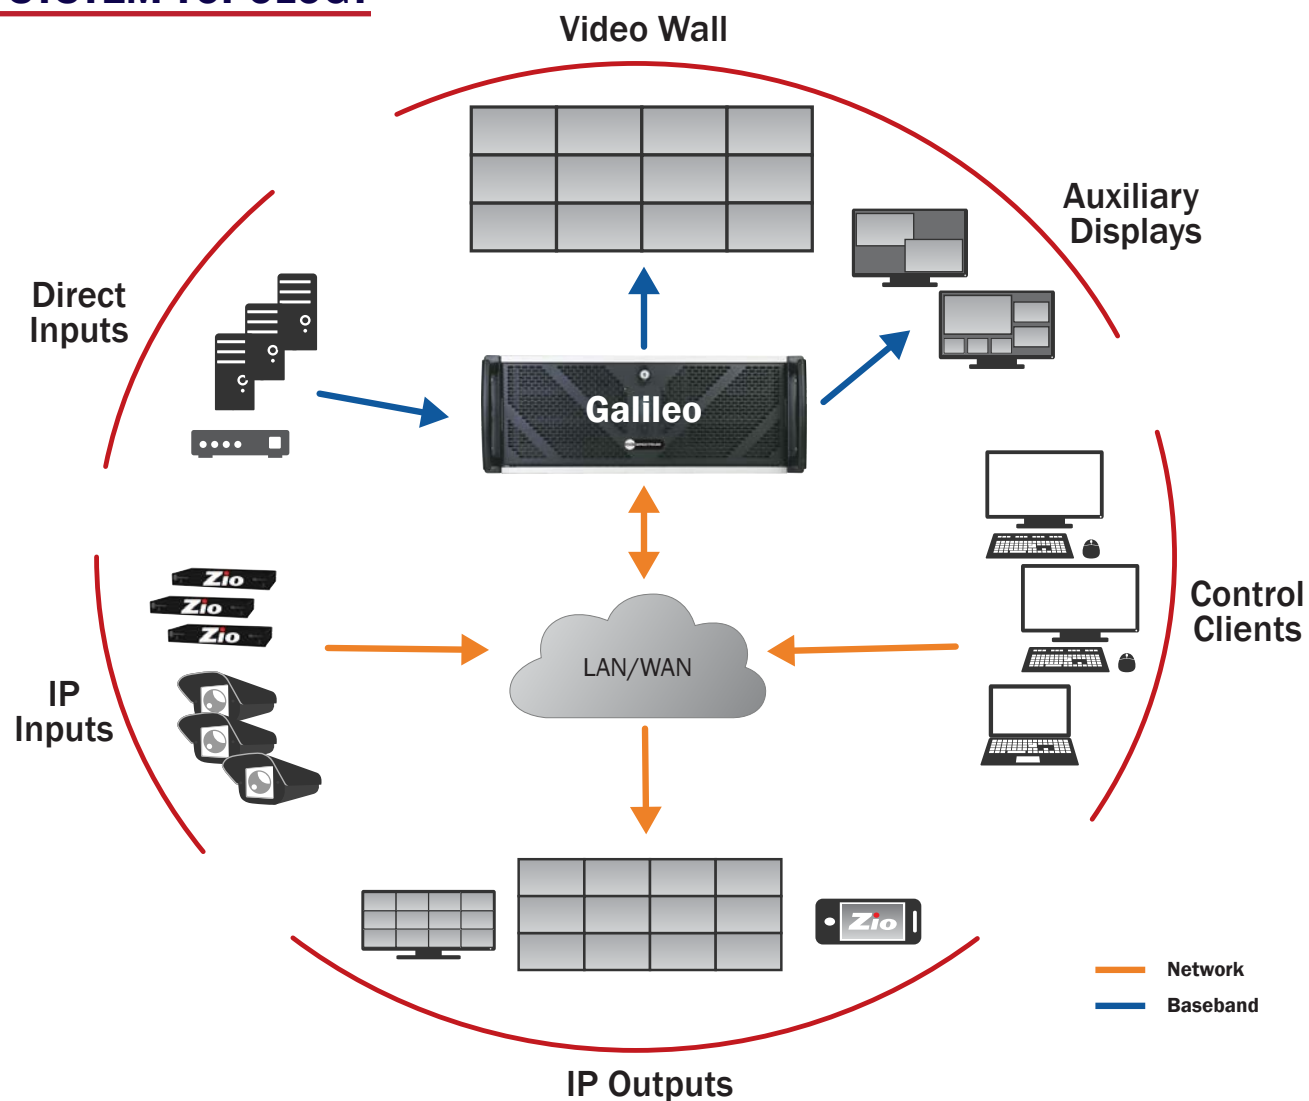 Video Wall
Auxiliary
Displays
Direct
Inputs
Galileo
Zio
Zio
Zio
LAN/WAN
Control
Clients
IP
Inputs
Zio
Network
Baseband
IP Outputs